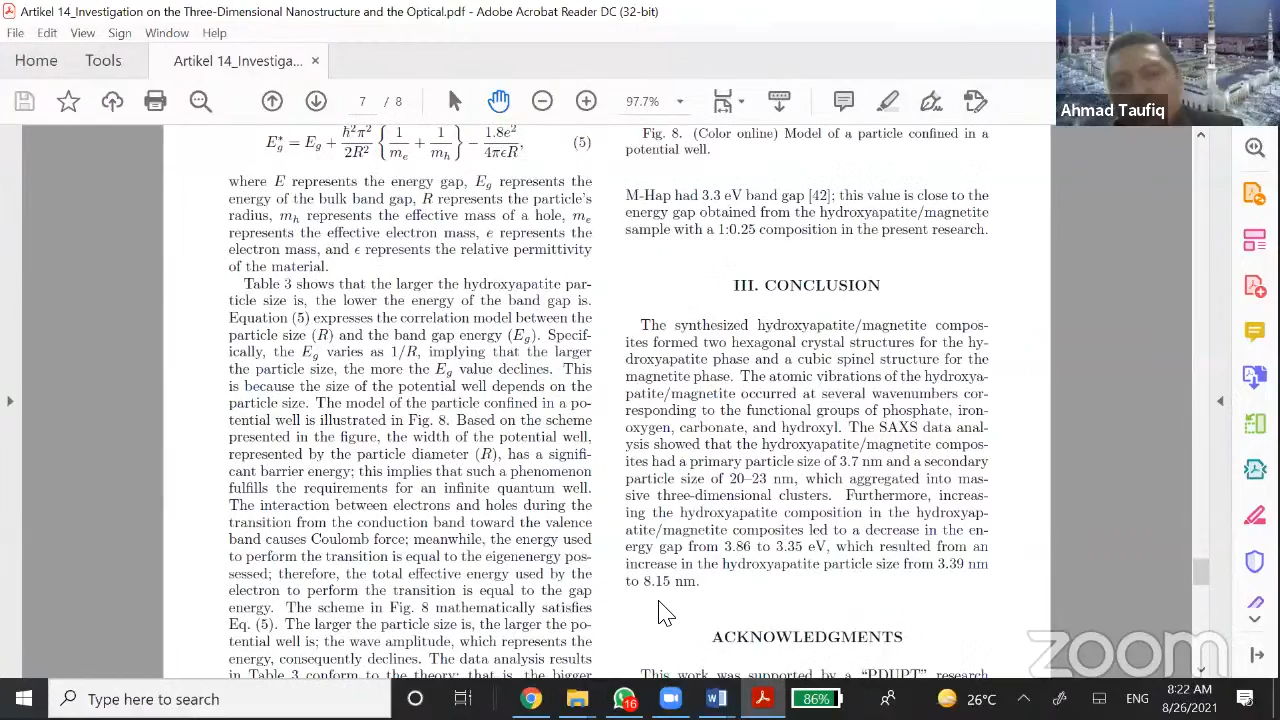 Artikel 14_Investigation on the Three-Dimensional Nanostructure and the Optical.pdf - Adobe Acrobat Reader DC (32-bit)
File Edit View Sign Window Help
Home Tools Artikel 14_Investiga... ×
7 / 8 97.7%
Ahmad Taufiq
E*g = Eg + ħ²π²/2R² {1/me + 1/mh} − 1.8e²/4πϵR, (5)
where E represents the energy gap, Eg represents the
energy of the bulk band gap, R represents the particle's
radius, mh represents the effective mass of a hole, me
represents the effective electron mass, e represents the
electron mass, and ϵ represents the relative permittivity
of the material.
Table 3 shows that the larger the hydroxyapatite par-
ticle size is, the lower the energy of the band gap is.
Equation (5) expresses the correlation model between the
particle size (R) and the band gap energy (Eg). Specif-
ically, the Eg varies as 1/R, implying that the larger
the particle size, the more the Eg value declines. This
is because the size of the potential well depends on the
particle size. The model of the particle confined in a po-
tential well is illustrated in Fig. 8. Based on the scheme
presented in the figure, the width of the potential well,
represented by the particle diameter (R), has a signifi-
cant barrier energy; this implies that such a phenomenon
fulfills the requirements for an infinite quantum well.
The interaction between electrons and holes during the
transition from the conduction band toward the valence
band causes Coulomb force; meanwhile, the energy used
to perform the transition is equal to the eigenenergy pos-
sessed; therefore, the total effective energy used by the
electron to perform the transition is equal to the gap
energy. The scheme in Fig. 8 mathematically satisfies
Eq. (5). The larger the particle size is, the larger the po-
tential well is: the wave amplitude, which represents the
energy, consequently declines. The data analysis results
in Table 3 conform to the theory; that is, the bigger
Fig. 8. (Color online) Model of a particle confined in a
potential well.
M-Hap had 3.3 eV band gap [42]; this value is close to the
energy gap obtained from the hydroxyapatite/magnetite
sample with a 1:0.25 composition in the present research.
III. CONCLUSION
The synthesized hydroxyapatite/magnetite compos-
ites formed two hexagonal crystal structures for the hy-
droxyapatite phase and a cubic spinel structure for the
magnetite phase. The atomic vibrations of the hydroxya-
patite/magnetite occurred at several wavenumbers cor-
responding to the functional groups of phosphate, iron-
oxygen, carbonate, and hydroxyl. The SAXS data anal-
ysis showed that the hydroxyapatite/magnetite compos-
ites had a primary particle size of 3.7 nm and a secondary
particle size of 20–23 nm, which aggregated into mas-
sive three-dimensional clusters. Furthermore, increas-
ing the hydroxyapatite composition in the hydroxyap-
atite/magnetite composites led to a decrease in the en-
ergy gap from 3.86 to 3.35 eV, which resulted from an
increase in the hydroxyapatite particle size from 3.39 nm
to 8.15 nm.
ACKNOWLEDGMENTS
This work was supported by a "PDUPT" research
zoom
Type here to search
16
86%
26°C
ENG
8:22 AM
8/26/2021